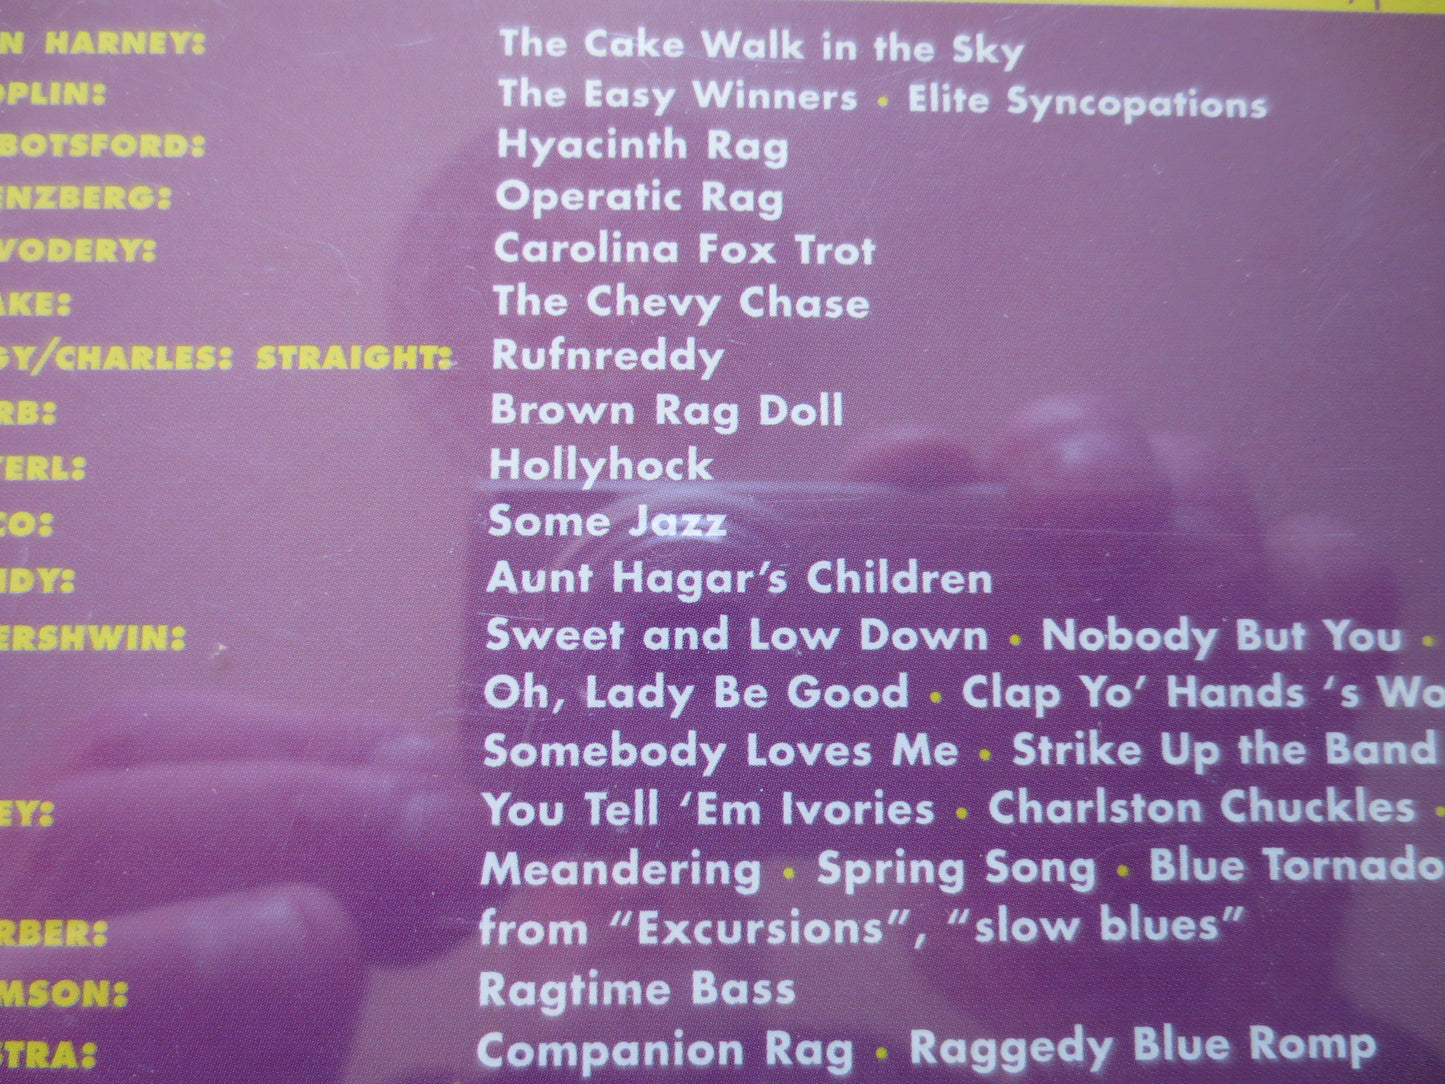 N HARNEY: The Cake Walk in the Sky
OPLIN: The Easy Winners • Elite Syncopations
BOTSFORD: Hyacinth Rag
ENZBERG: Operatic Rag
VODERY: Carolina Fox Trot
AKE: The Chevy Chase
GY/CHARLES: STRAIGHT: Rufnreddy
RB: Brown Rag Doll
TERL: Hollyhock
CO: Some Jazz
NDY: Aunt Hagar's Children
ERSHWIN: Sweet and Low Down • Nobody But You •
Oh, Lady Be Good • Clap Yo' Hands 's Wo
Somebody Loves Me • Strike Up the Band
EY: You Tell 'Em Ivories • Charlston Chuckles •
Meandering • Spring Song • Blue Tornado
RBER: from "Excursions", "slow blues"
MSON: Ragtime Bass
STRA: Companion Rag • Raggedy Blue Romp